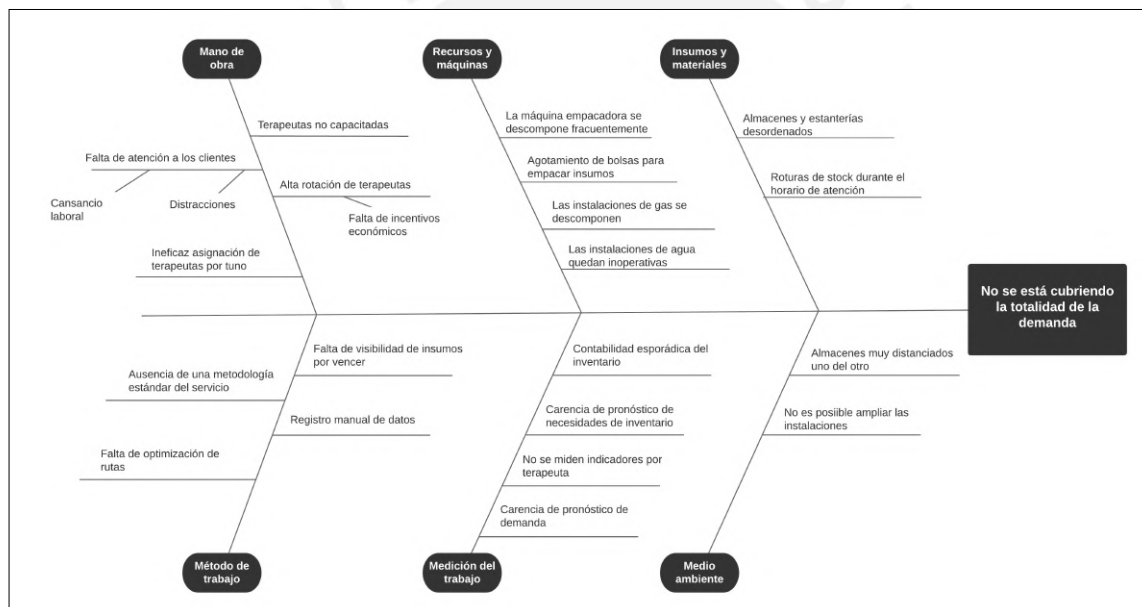 Mano de
obra
Recursos y
máquinas
Insumos y
materiales
Terapeutas no capacitadas
Falta de atención a los clientes
Cansancio
laboral
Distracciones
Alta rotación de terapeutas
Falta de incentivos
económicos
Ineficaz asignación de
terapeutas por tuno
La máquina empacadora se
descompone fracuentemente
Agotamiento de bolsas para
empacar insumos
Las instalaciones de gas se
descomponen
Las instalaciones de agua
quedan inoperativas
Almacenes y estanterías
desordenados
Roturas de stock durante el
horario de atención
No se está cubriendo
la totalidad de la
demanda
Falta de visibilidad de insumos
por vencer
Ausencia de una metodología
estándar del servicio
Registro manual de datos
Falta de optimización de
rutas
Contabilidad esporádica del
inventario
Carencia de pronóstico de
necesidades de inventario
No se miden indicadores por
terapeuta
Carencia de pronóstico de
demanda
Almacenes muy distanciados
uno del otro
No es posiible ampliar las
instalaciones
Método de
trabajo
Medición del
trabajo
Medio
ambiente